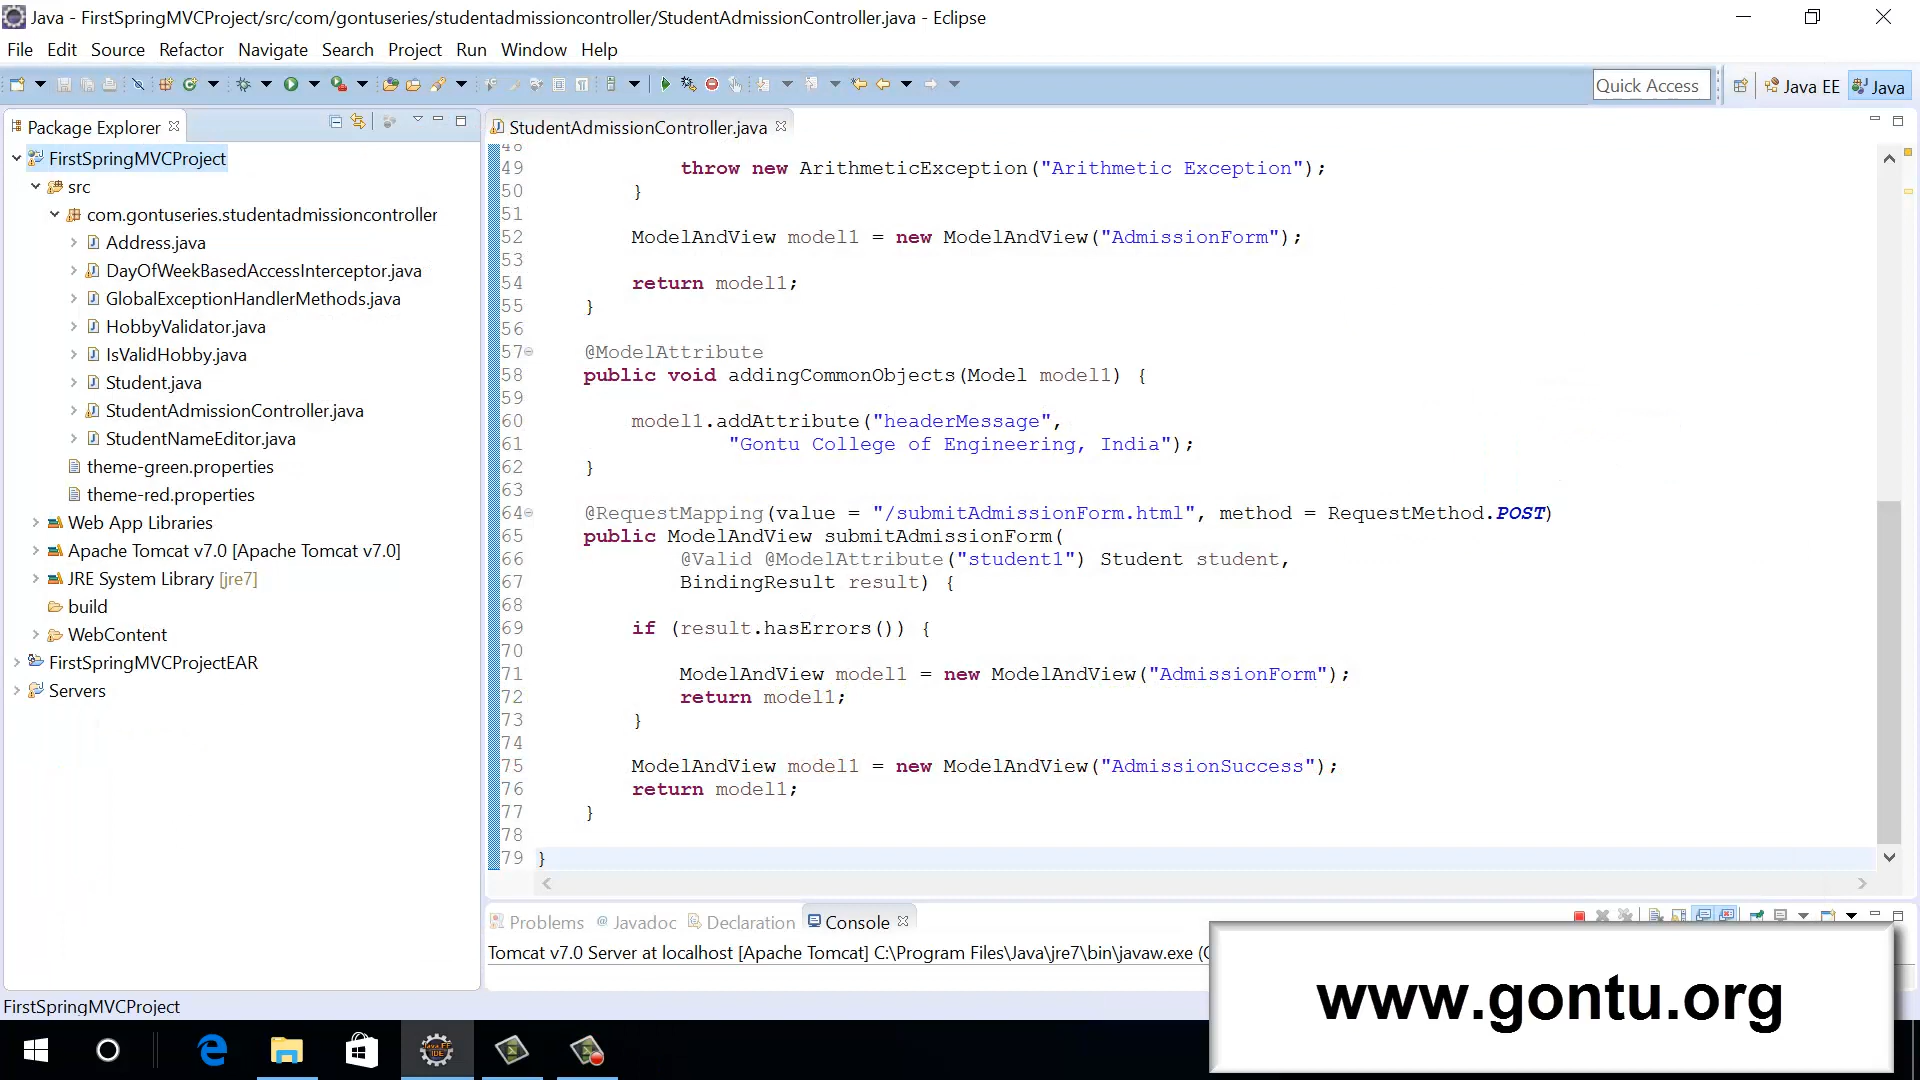 Java - FirstSpringMVCProject/src/com/gontuseries/studentadmissioncontroller/StudentAdmissionController.java - Eclipse
File Edit Source Refactor Navigate Search Project Run Window Help
Quick Access
Java EE
Java
Package Explorer
FirstSpringMVCProject
src
com.gontuseries.studentadmissioncontroller
Address.java
DayOfWeekBasedAccessInterceptor.java
GlobalExceptionHandlerMethods.java
HobbyValidator.java
IsValidHobby.java
Student.java
StudentAdmissionController.java
StudentNameEditor.java
theme-green.properties
theme-red.properties
Web App Libraries
Apache Tomcat v7.0 [Apache Tomcat v7.0]
JRE System Library [jre7]
build
WebContent
FirstSpringMVCProjectEAR
Servers
StudentAdmissionController.java
48
49 throw new ArithmeticException("Arithmetic Exception");
50 }
51
52 ModelAndView model1 = new ModelAndView("AdmissionForm");
53
54 return model1;
55 }
56
57 @ModelAttribute
58 public void addingCommonObjects(Model model1) {
59
60 model1.addAttribute("headerMessage",
61 "Gontu College of Engineering, India");
62 }
63
64 @RequestMapping(value = "/submitAdmissionForm.html", method = RequestMethod.POST)
65 public ModelAndView submitAdmissionForm(
66 @Valid @ModelAttribute("student1") Student student,
67 BindingResult result) {
68
69 if (result.hasErrors()) {
70
71 ModelAndView model1 = new ModelAndView("AdmissionForm");
72 return model1;
73 }
74
75 ModelAndView model1 = new ModelAndView("AdmissionSuccess");
76 return model1;
77 }
78
79 }
Problems @ Javadoc Declaration Console
Tomcat v7.0 Server at localhost [Apache Tomcat] C:\Program Files\Java\jre7\bin\javaw.exe (
www.gontu.org
FirstSpringMVCProject
Java EE
IDE